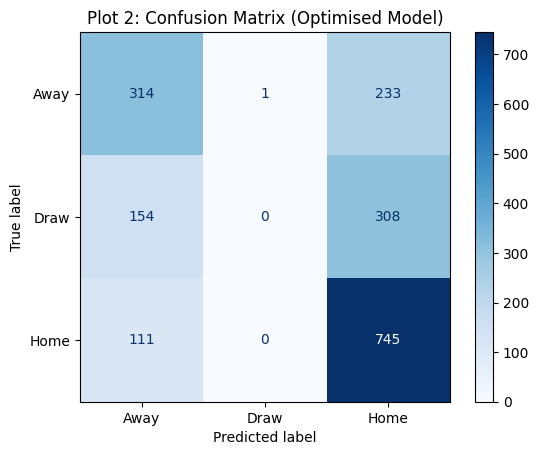 Plot 2: Confusion Matrix (Optimised Model)
Away 314 1 233
Draw 154 0 308
Home 111 0 745
Away Draw Home
Predicted label
True label
700
600
500
400
300
200
100
0